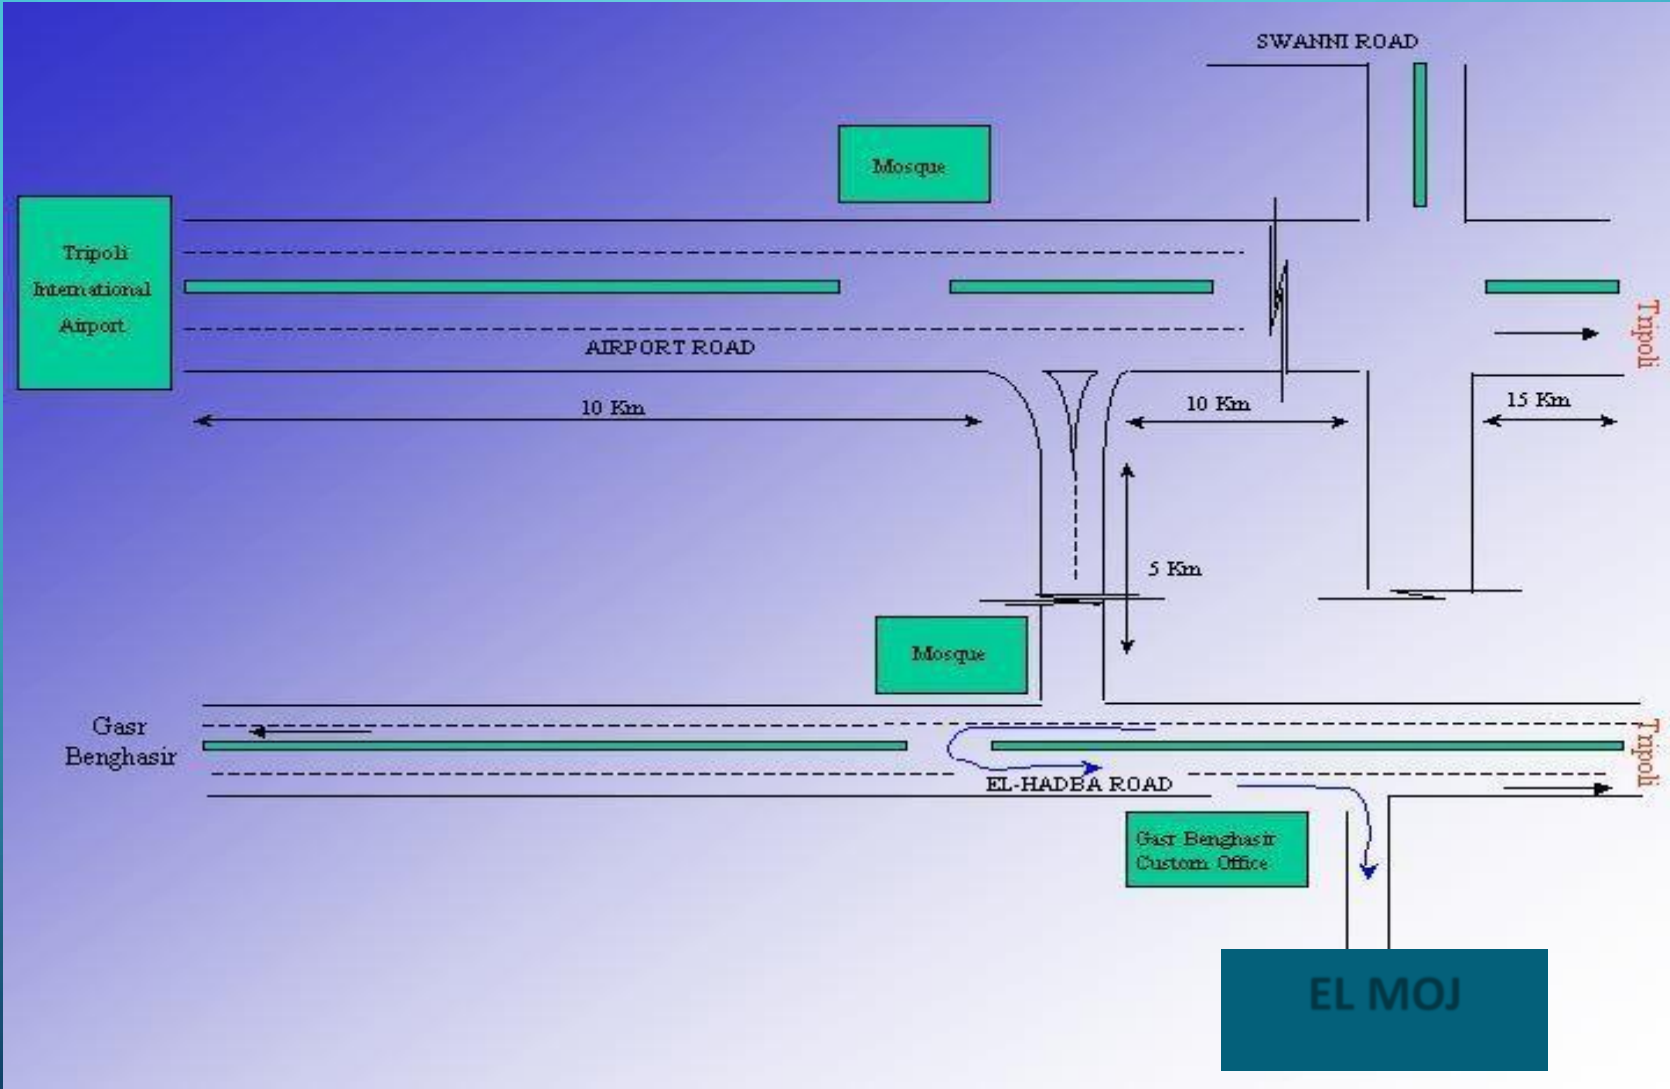 SWANNI ROAD
Mosque
Tripoli
International
Airport
Tripoli
AIRPORT ROAD
10 Km
10 Km
15 Km
5 Km
Mosque
Gasr
Benghasir
Tripoli
EL-HADBA ROAD
Gasr Benghasir
Custom Office
EL MOJ